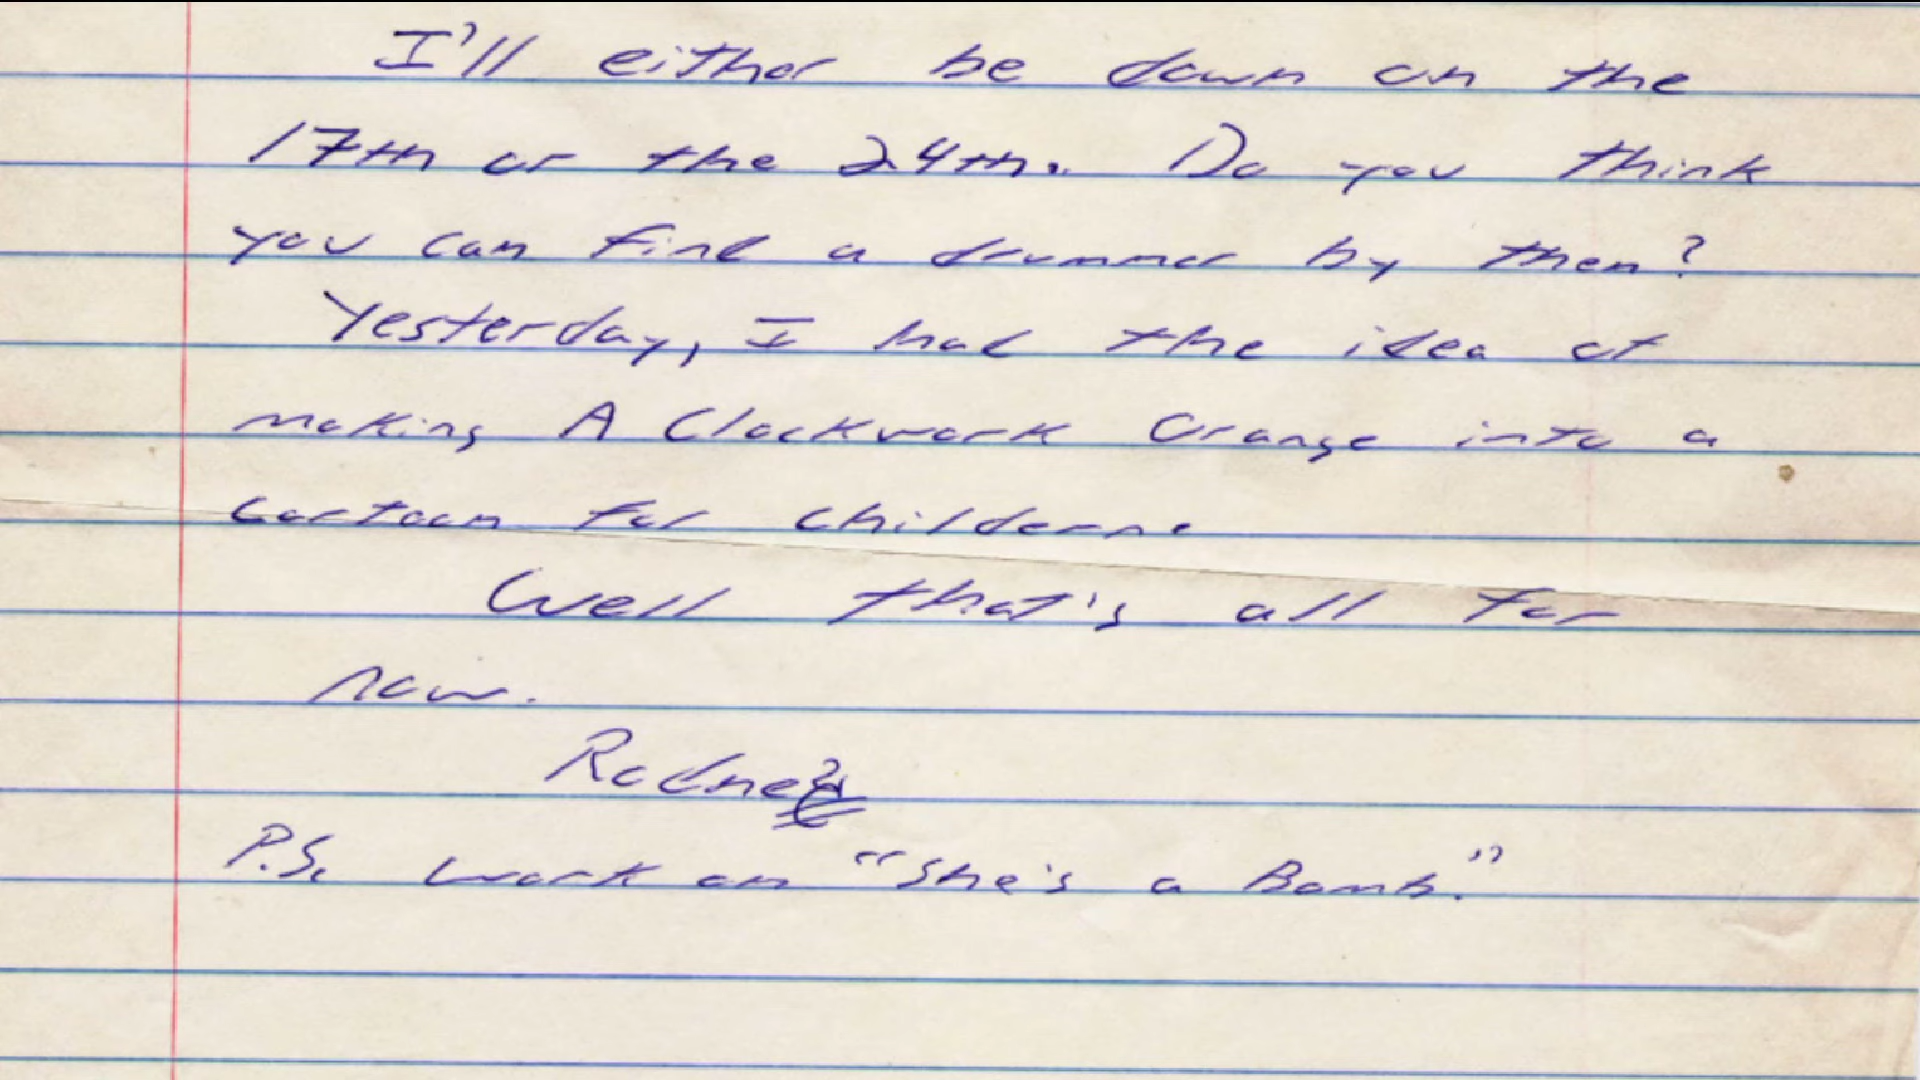 I'll either be down on the
17th or the 24th. Do you think
you can find a drummer by then?
Yesterday, I had the idea of
making A Clockwork Orange into a
cartoon for childern.
Well that's all for
now.
Rodney
P.S. work on "She's a Bomb."